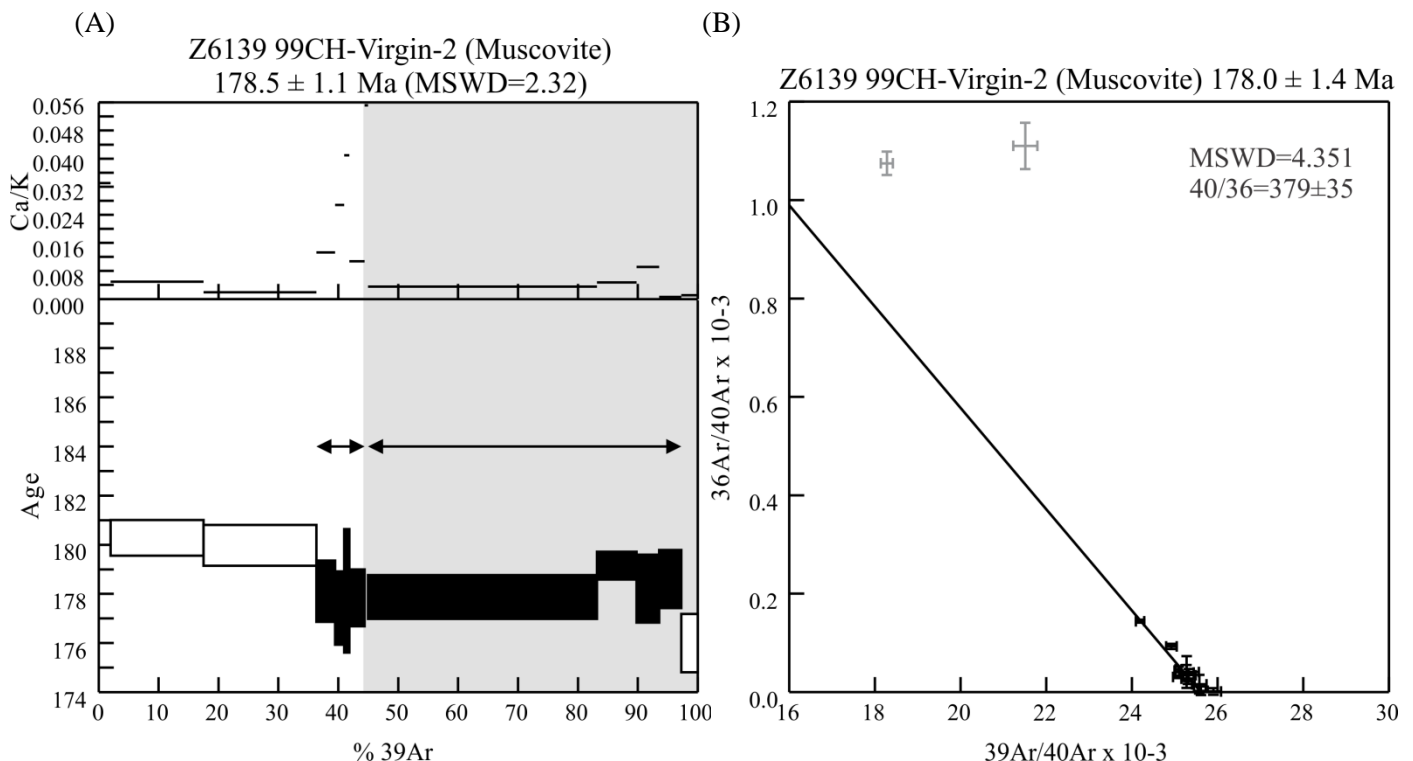 (A)
Z6139 99CH-Virgin-2 (Muscovite)
178.5 ± 1.1 Ma (MSWD=2.32)
Ca/K
0.056
0.048
0.040
0.032
0.024
0.016
0.008
0.000
Age
188
186
184
182
180
178
176
174
0 10 20 30 40 50 60 70 80 90 100
% 39Ar
(B)
Z6139 99CH-Virgin-2 (Muscovite) 178.0 ± 1.4 Ma
MSWD=4.351
40/36=379±35
36Ar/40Ar x 10-3
1.2
1.0
0.8
0.6
0.4
0.2
0.0
16 18 20 22 24 26 28 30
39Ar/40Ar x 10-3